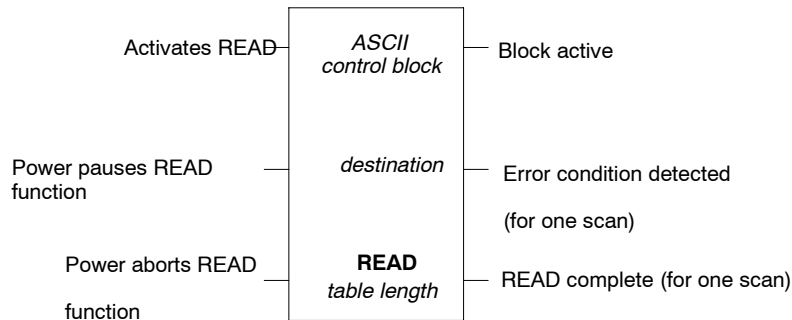 Activates READ
ASCII
control block
Block active
Power pauses READ
function
destination
Error condition detected
(for one scan)
Power aborts READ
function
READ
table length
READ complete (for one scan)